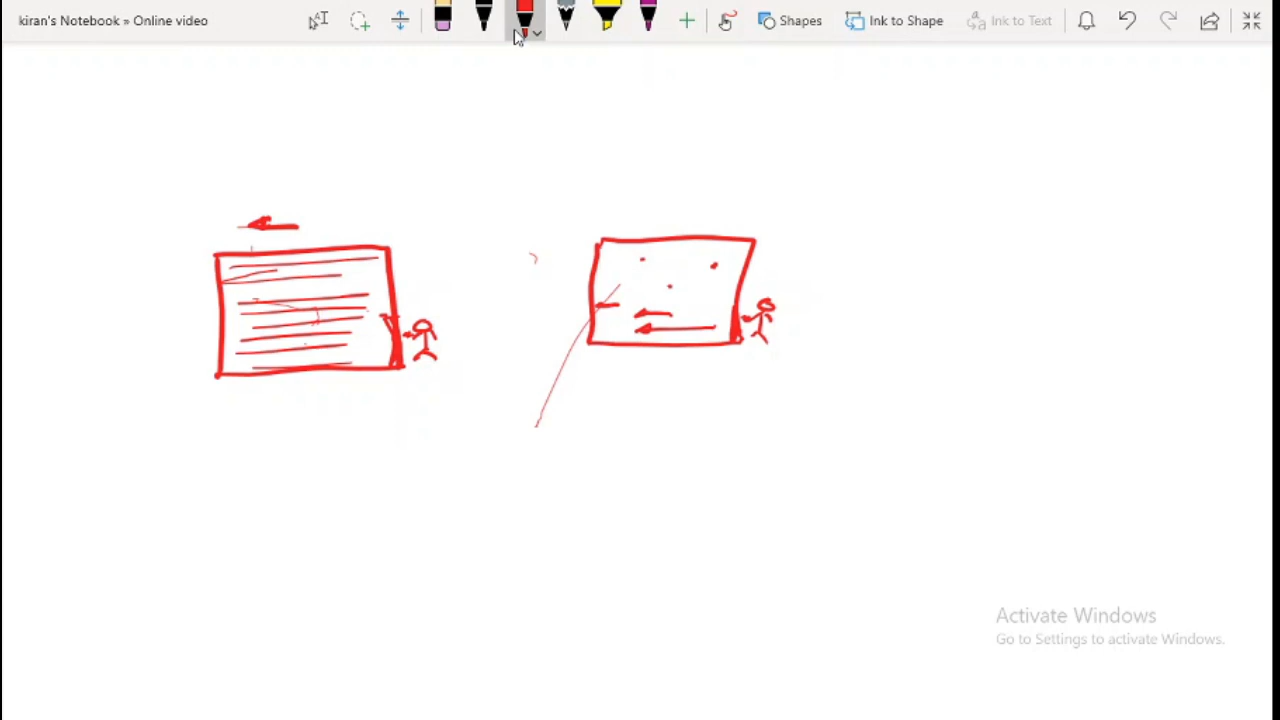 kiran's Notebook » Online video
Shapes
Ink to Shape
Ink to Text
Activate Windows
Go to Settings to activate Windows.